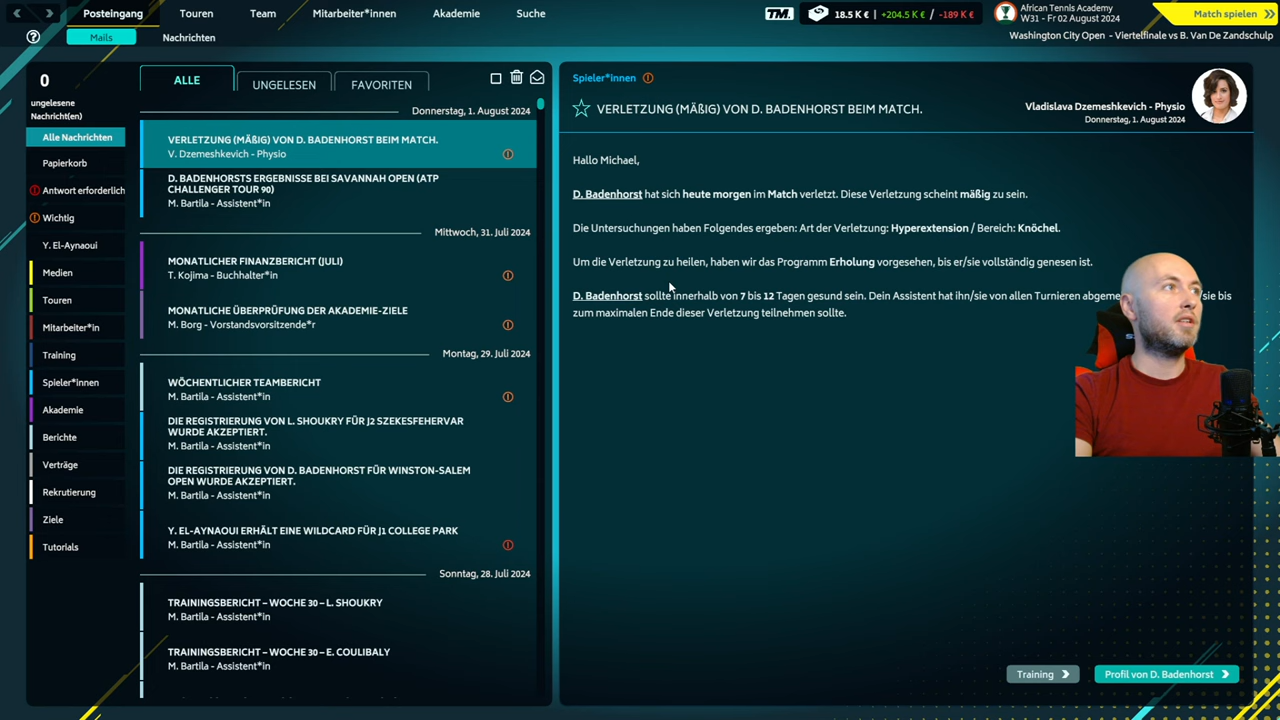 Posteingang
Touren
Team
Mitarbeiter*innen
Akademie
Suche
TM.
18.5 K € | +204.5 K € / -189 K €
African Tennis Academy
W31 - Fr 02 August 2024
Match spielen
Mails
Nachrichten
Washington City Open - Viertelfinale vs B. Van De Zandschulp
0
ungelesene
Nachricht(en)
Alle Nachrichten
Papierkorb
Antwort erforderlich
Wichtig
Y. El-Aynaoui
Medien
Touren
Mitarbeiter*in
Training
Spieler*innen
Akademie
Berichte
Verträge
Rekrutierung
Ziele
Tutorials
ALLE
UNGELESEN
FAVORITEN
Donnerstag, 1. August 2024
VERLETZUNG (MÄßIG) VON D. BADENHORST BEIM MATCH.
V. Dzemeshkevich - Physio
D. BADENHORSTS ERGEBNISSE BEI SAVANNAH OPEN (ATP
CHALLENGER TOUR 90)
M. Bartila - Assistent*in
Mittwoch, 31. Juli 2024
MONATLICHER FINANZBERICHT (JULI)
T. Kojima - Buchhalter*in
MONATLICHE ÜBERPRÜFUNG DER AKADEMIE-ZIELE
M. Borg - Vorstandsvorsitzende*r
Montag, 29. Juli 2024
WÖCHENTLICHER TEAMBERICHT
M. Bartila - Assistent*in
DIE REGISTRIERUNG VON L. SHOUKRY FÜR J2 SZEKESFEHERVAR
WURDE AKZEPTIERT.
M. Bartila - Assistent*in
DIE REGISTRIERUNG VON D. BADENHORST FÜR WINSTON-SALEM
OPEN WURDE AKZEPTIERT.
M. Bartila - Assistent*in
Y. EL-AYNAOUI ERHÄLT EINE WILDCARD FÜR J1 COLLEGE PARK
M. Bartila - Assistent*in
Sonntag, 28. Juli 2024
TRAININGSBERICHT – WOCHE 30 – L. SHOUKRY
M. Bartila - Assistent*in
TRAININGSBERICHT – WOCHE 30 – E. COULIBALY
M. Bartila - Assistent*in
Spieler*innen
VERLETZUNG (MÄßIG) VON D. BADENHORST BEIM MATCH.
Vladislava Dzemeshkevich - Physio
Donnerstag, 1. August 2024
Hallo Michael,
D. Badenhorst hat sich heute morgen im Match verletzt. Diese Verletzung scheint mäßig zu sein.
Die Untersuchungen haben Folgendes ergeben: Art der Verletzung: Hyperextension / Bereich: Knöchel.
Um die Verletzung zu heilen, haben wir das Programm Erholung vorgesehen, bis er/sie vollständig genesen ist.
D. Badenhorst sollte innerhalb von 7 bis 12 Tagen gesund sein. Dein Assistent hat ihn/sie von allen Turnieren abgeme sie bis
zum maximalen Ende dieser Verletzung teilnehmen sollte.
Training
Profil von D. Badenhorst